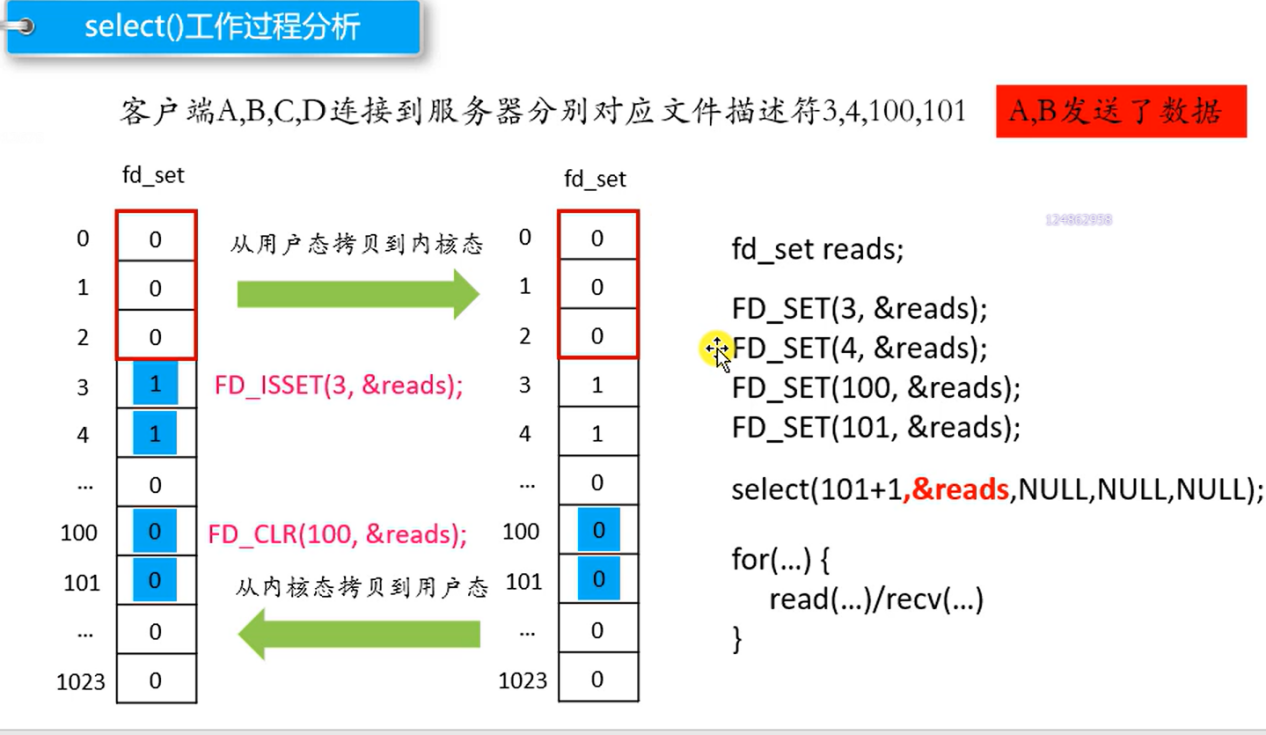 select()工作过程分析
客户端A,B,C,D连接到服务器分别对应文件描述符3,4,100,101
A,B发送了数据
fd_set
0 0
1 0
2 0
3 1
4 1
... 0
100 0
101 0
... 0
1023 0
从用户态拷贝到内核态
FD_ISSET(3, &reads);
FD_CLR(100, &reads);
从内核态拷贝到用户态
fd_set
0 0
1 0
2 0
3 1
4 1
... 0
100 0
101 0
... 0
1023 0
124862958
fd_set reads;
FD_SET(3, &reads);
FD_SET(4, &reads);
FD_SET(100, &reads);
FD_SET(101, &reads);
select(101+1,&reads,NULL,NULL,NULL);
for(...) {
read(...)/recv(...)
}